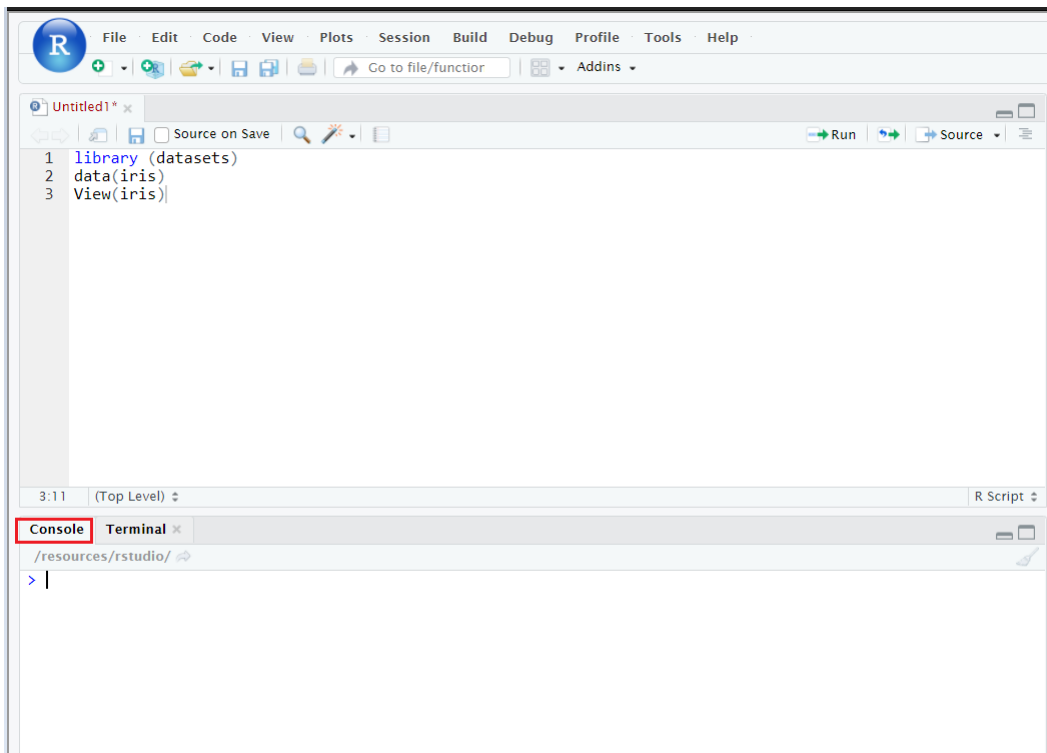 R File Edit Code View Plots Session Build Debug Profile Tools Help
R Go to file/functior Addins
R Untitled1*
Source on Save Run Source
1 library (datasets)
2 data(iris)
3 View(iris)
3:11 (Top Level) R Script
Console Terminal
/resources/rstudio/
>